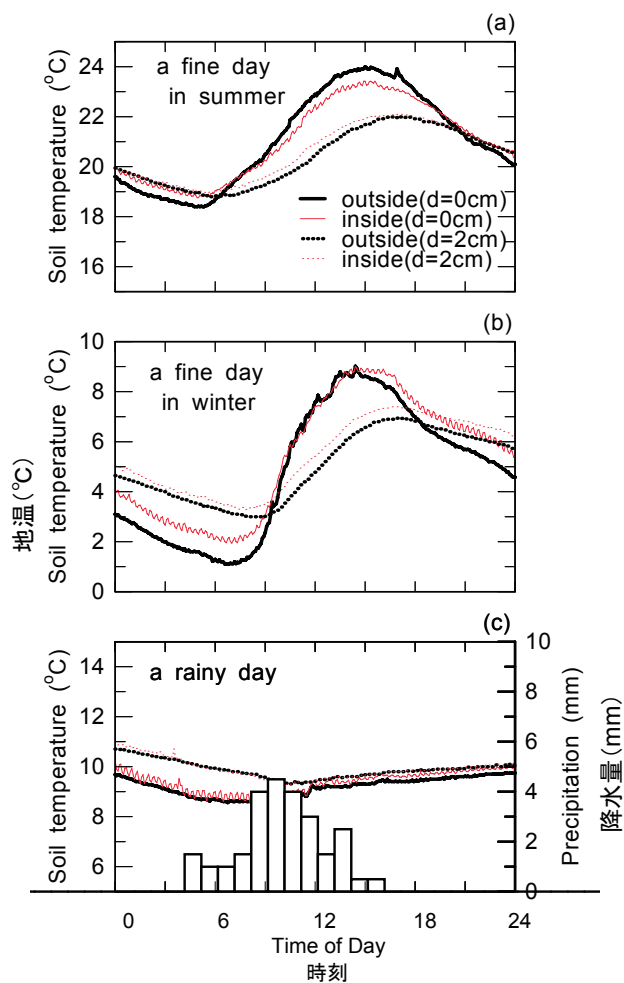 (a)
24
22
20
18
16
Soil temperature (°C)
a fine day
in summer
outside(d=0cm)
inside(d=0cm)
outside(d=2cm)
inside(d=2cm)
(b)
10
8
6
4
2
0
地温(℃)
Soil temperature (°C)
a fine day
in winter
(c)
14
12
10
8
6
Soil temperature (°C)
a rainy day
10
8
6
4
2
0
Precipitation (mm)
降水量(mm)
0 6 12 18 24
Time of Day
時刻